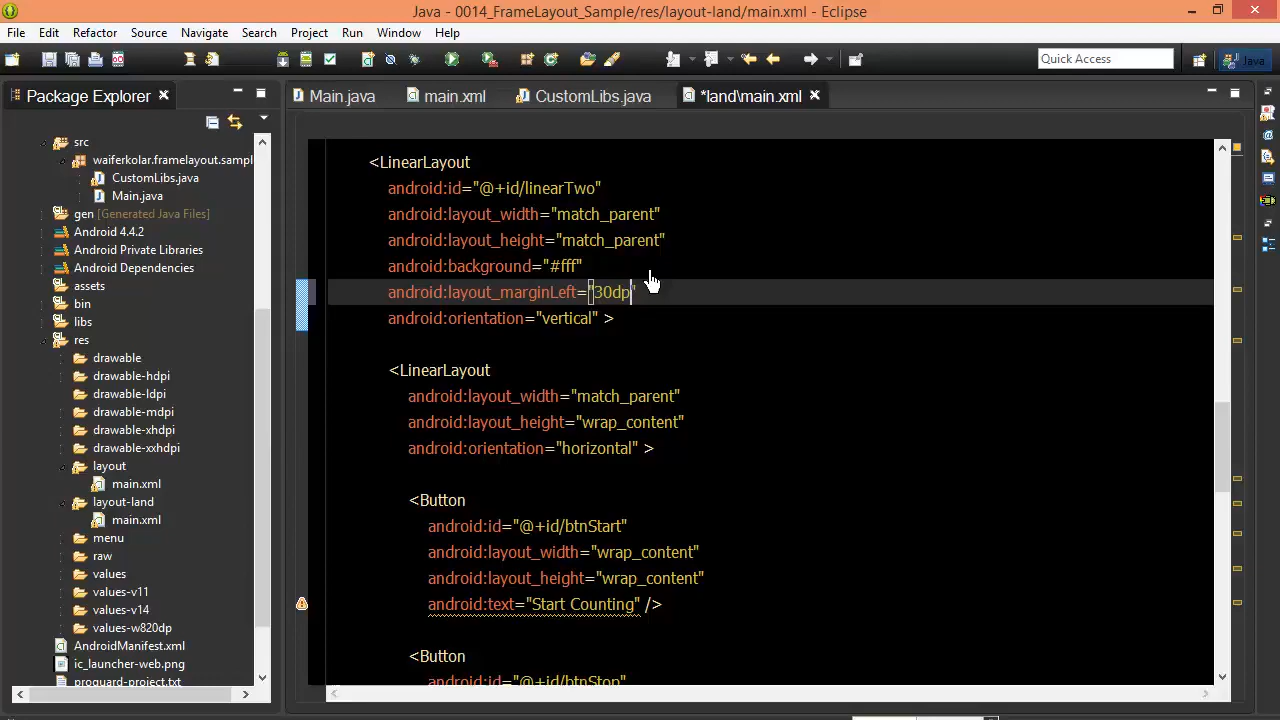 Java - 0014_FrameLayout_Sample/res/layout-land/main.xml - Eclipse
File Edit Refactor Source Navigate Search Project Run Window Help
Quick Access
Java
Package Explorer
Main.java
main.xml
CustomLibs.java
*land\main.xml
src
waiferkolar.framelayout.sampl
CustomLibs.java
Main.java
gen [Generated Java Files]
Android 4.4.2
Android Private Libraries
Android Dependencies
assets
bin
libs
res
drawable
drawable-hdpi
drawable-ldpi
drawable-mdpi
drawable-xhdpi
drawable-xxhdpi
layout
main.xml
layout-land
main.xml
menu
raw
values
values-v11
values-v14
values-w820dp
AndroidManifest.xml
ic_launcher-web.png
proguard-project.txt
<LinearLayout
android:id="@+id/linearTwo"
android:layout_width="match_parent"
android:layout_height="match_parent"
android:background="#fff"
android:layout_marginLeft="30dp"
android:orientation="vertical" >
<LinearLayout
android:layout_width="match_parent"
android:layout_height="wrap_content"
android:orientation="horizontal" >
<Button
android:id="@+id/btnStart"
android:layout_width="wrap_content"
android:layout_height="wrap_content"
android:text="Start Counting" />
<Button
android:id="@+id/btnStop"